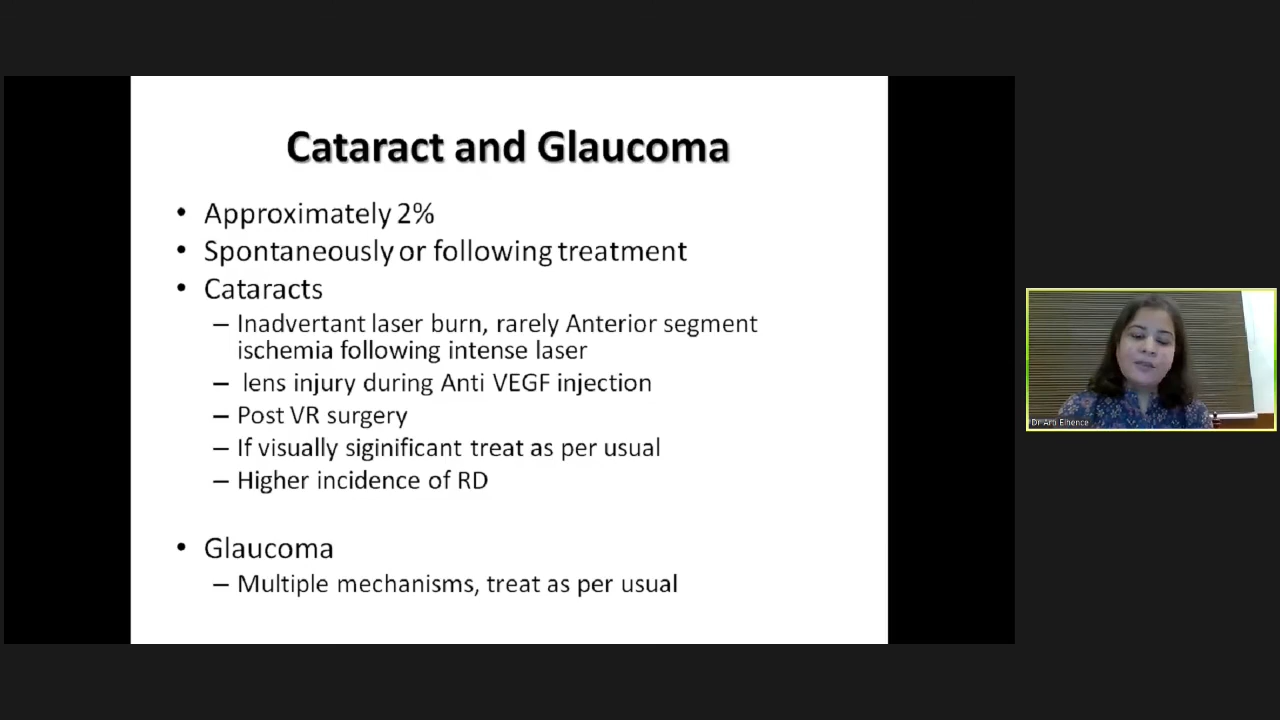 Cataract and Glaucoma
• Approximately 2%
• Spontaneously or following treatment
• Cataracts
– Inadvertant laser burn, rarely Anterior segment
ischemia following intense laser
– lens injury during Anti VEGF injection
– Post VR surgery
– If visually siginificant treat as per usual
– Higher incidence of RD
• Glaucoma
– Multiple mechanisms, treat as per usual
Dr